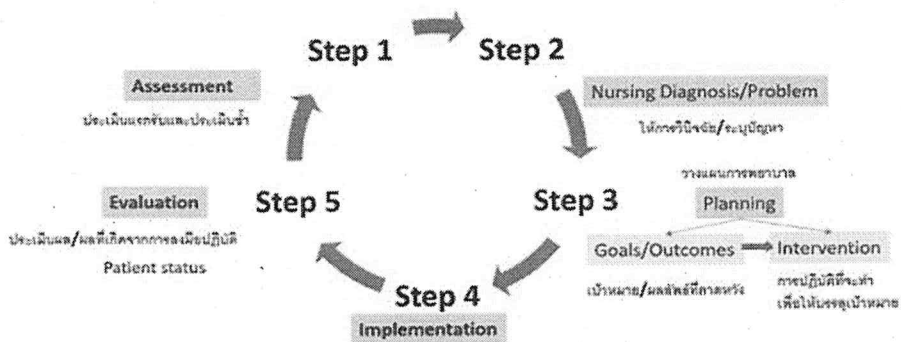 Step 1
Assessment
ประเมินแรกรับและประเมินซ้ำ
Step 2
Nursing Diagnosis/Problem
ให้การวินิจฉัย/ระบุปัญหา
Step 3
วางแผนการพยาบาล
Planning
Goals/Outcomes
เป้าหมาย/ผลลัพธ์ที่คาดหวัง
Intervention
การปฏิบัติที่จะทำ
เพื่อให้บรรลุเป้าหมาย
Step 4
Implementation
Step 5
Evaluation
ประเมินผล/ผลที่เกิดจากการลงมือปฏิบัติ
Patient status